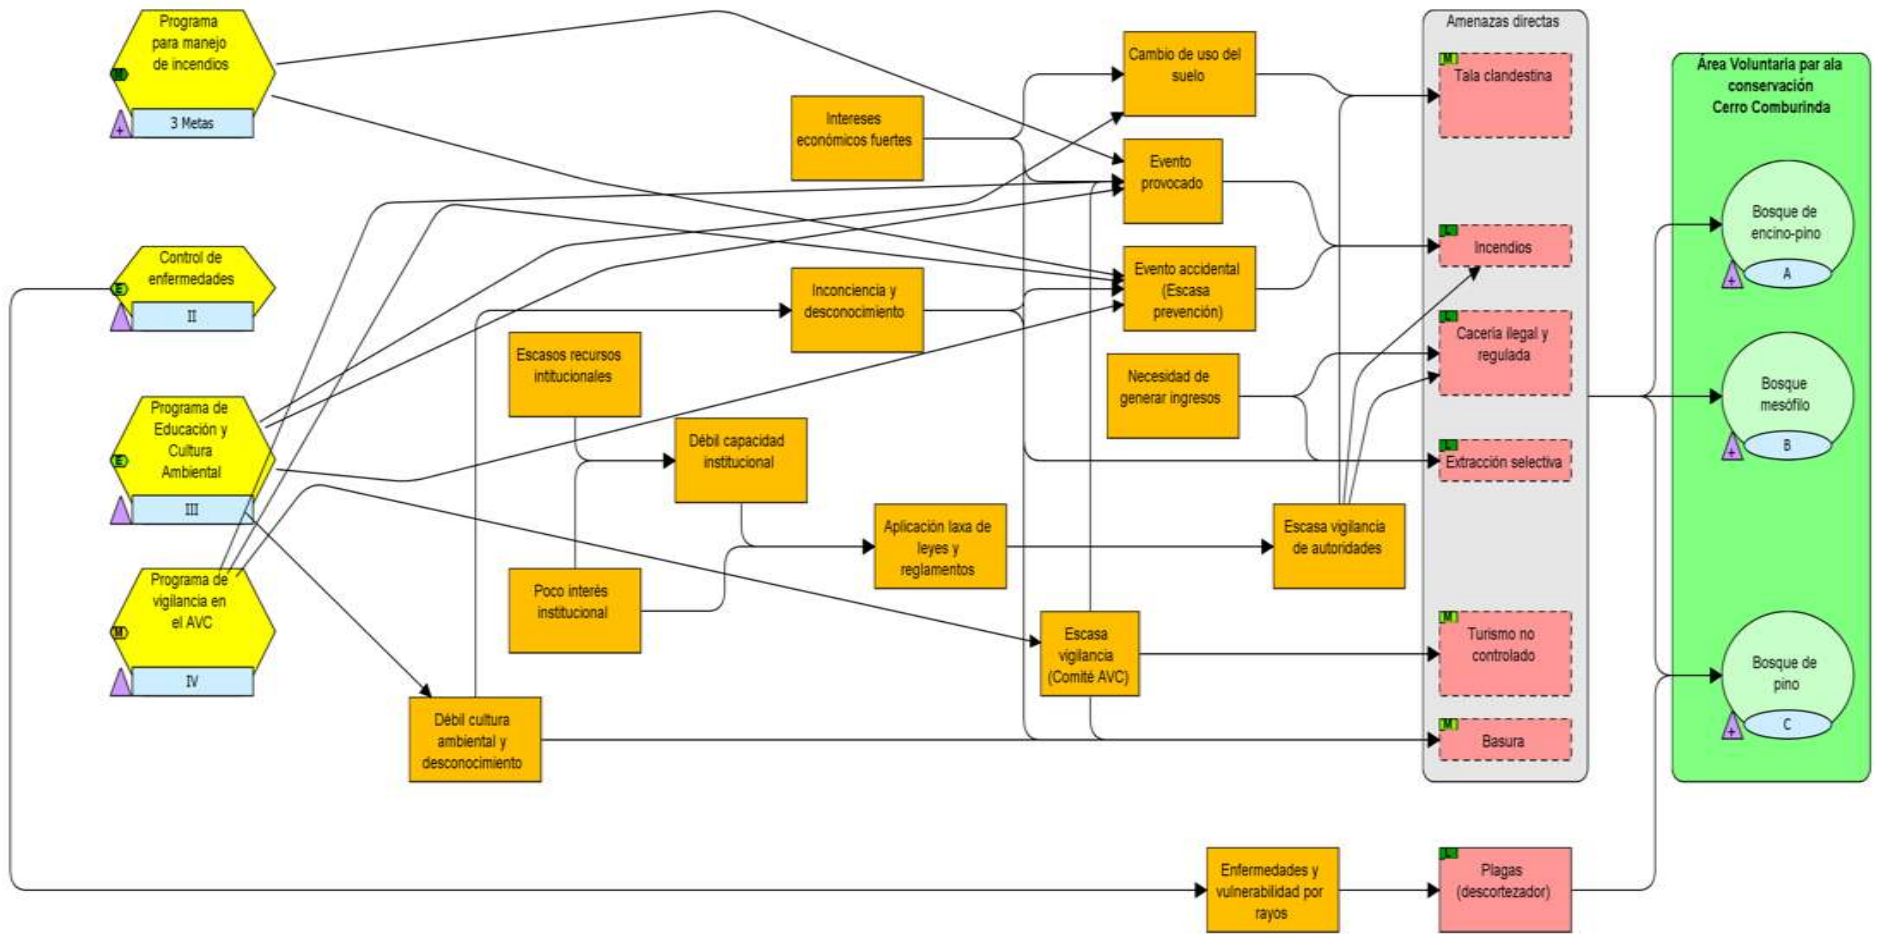 Programa
para manejo
de incendios
M
+
3 Metas
Control de
enfermedades
E
II
Programa de
Educación y
Cultura
Ambiental
E
III
Programa de
vigilancia en
el AVC
M
IV
Débil cultura
ambiental y
desconocimiento
Escasos recursos
intitucionales
Poco interés
institucional
Débil capacidad
institucional
Intereses
económicos fuertes
Inconciencia y
desconocimiento
Aplicación laxa de
leyes y
reglamentos
Cambio de uso del
suelo
Evento
provocado
Evento accidental
(Escasa
prevención)
Necesidad de
generar ingresos
Escasa vigilancia
de autoridades
Escasa
vigilancia
(Comité AVC)
Enfermedades y
vulnerabilidad por
rayos
Amenazas directas
M
Tala clandestina
L
Incendios
L
Cacería ilegal y
regulada
L
Extracción selectiva
M
Turismo no
controlado
M
Basura
L
Plagas
(descortezador)
Área Voluntaria par ala
conservación
Cerro Comburinda
Bosque de
encino-pino
+
A
Bosque
mesófilo
+
B
Bosque de
pino
+
C